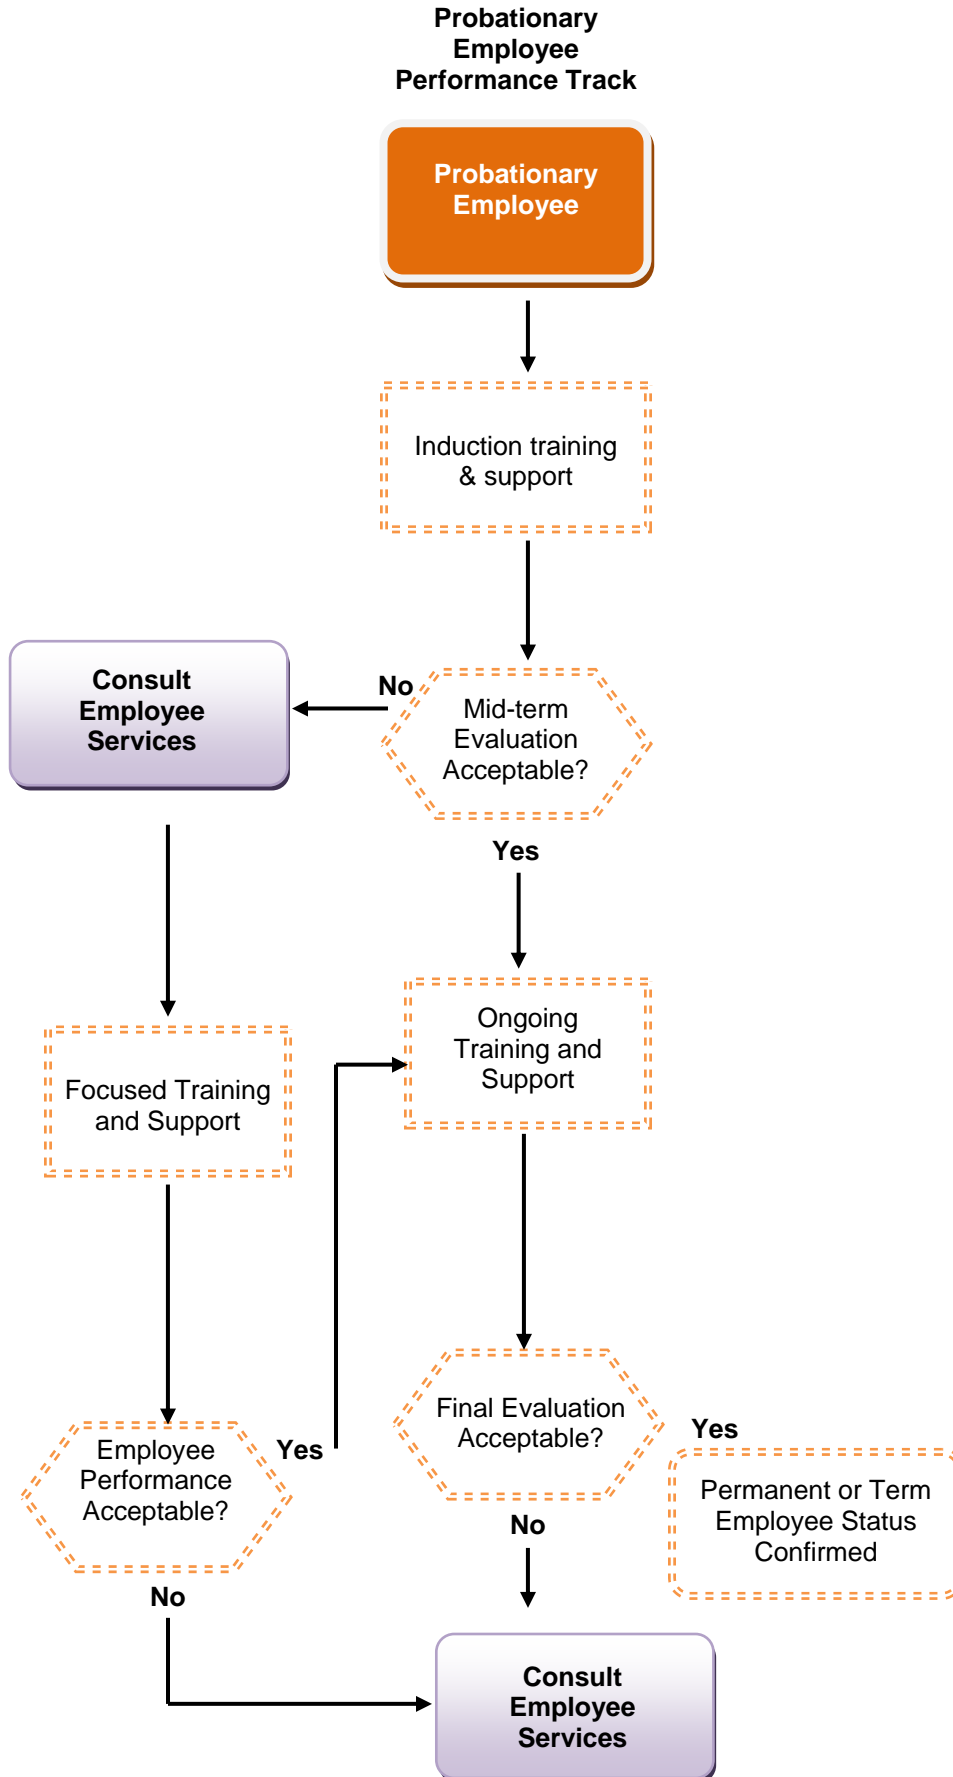 Probationary
Employee
Performance Track
Probationary
Employee
Induction training
& support
Consult
Employee
Services
No
Mid-term
Evaluation
Acceptable?
Yes
Ongoing
Training and
Support
Focused Training
and Support
Final Evaluation
Acceptable?
Yes
Employee
Performance
Acceptable?
Yes
Permanent or Term
Employee Status
Confirmed
No
No
Consult
Employee
Services